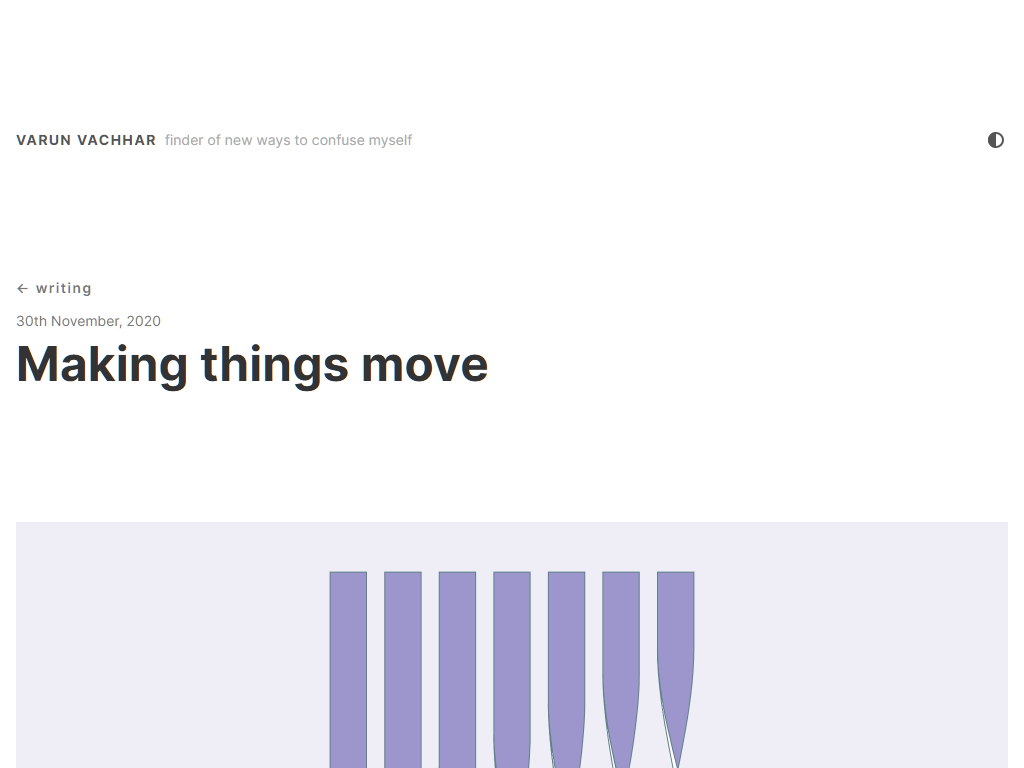 VARUN VACHHAR finder of new ways to confuse myself
← writing
30th November, 2020
Making things move